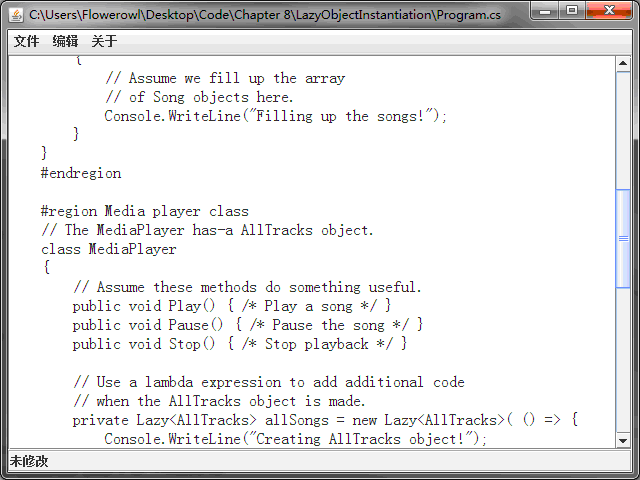 C:\Users\Flowerowl\Desktop\Code\Chapter 8\LazyObjectInstantiation\Program.cs
文件 编辑 关于
{
// Assume we fill up the array
// of Song objects here.
Console.WriteLine("Filling up the songs!");
}
}
#endregion
#region Media player class
// The MediaPlayer has-a AllTracks object.
class MediaPlayer
{
// Assume these methods do something useful.
public void Play() { /* Play a song */ }
public void Pause() { /* Pause the song */ }
public void Stop() { /* Stop playback */ }
// Use a lambda expression to add additional code
// when the AllTracks object is made.
private Lazy<AllTracks> allSongs = new Lazy<AllTracks>( () => {
Console.WriteLine("Creating AllTracks object!");
未修改